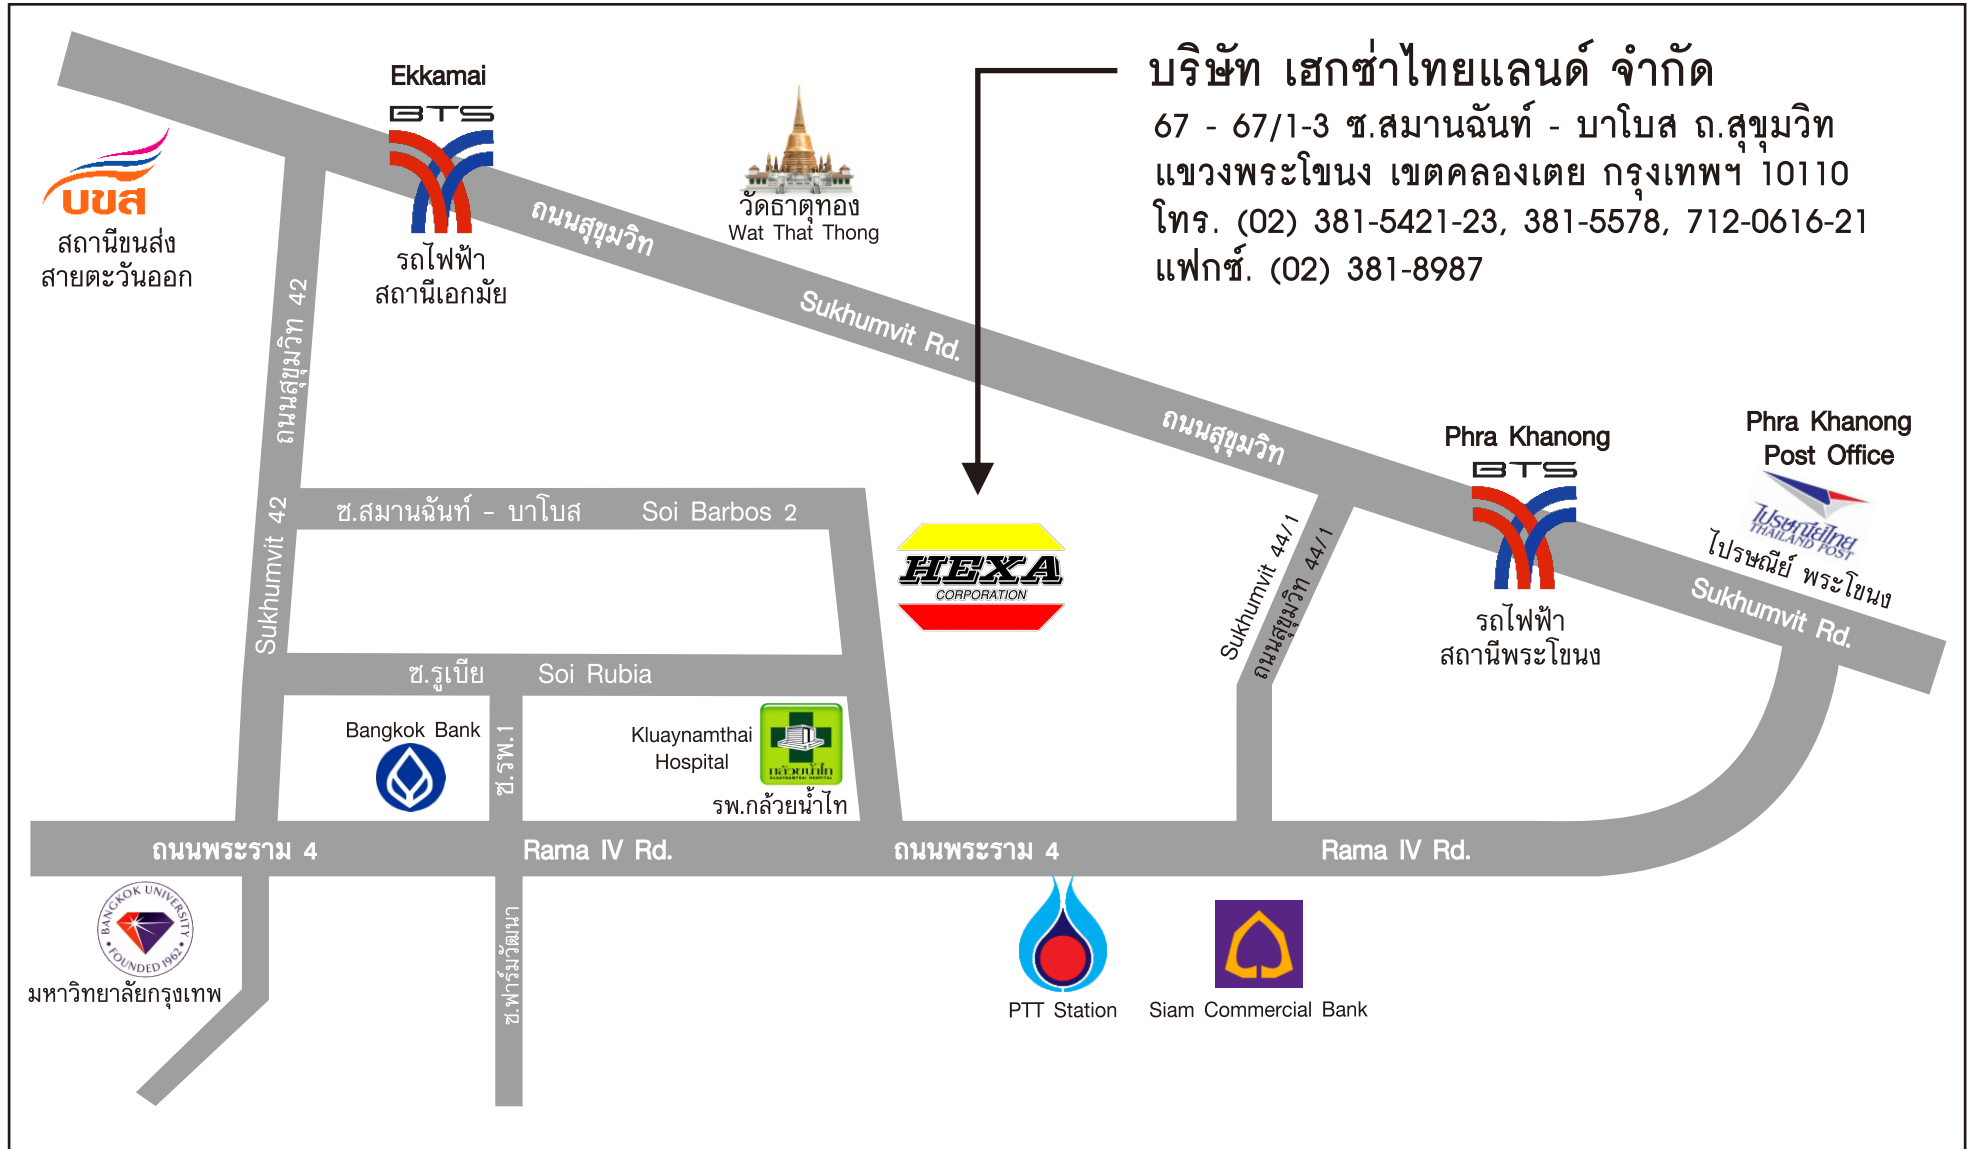 บริษัท เฮกซ่าไทยแลนด์ จำกัด
67 - 67/1-3 ซ.สมานฉันท์ - บาโบส ถ.สุขุมวิท
แขวงพระโขนง เขตคลองเตย กรุงเทพฯ 10110
โทร. (02) 381-5421-23, 381-5578, 712-0616-21
แฟกซ์. (02) 381-8987
Ekkamai
BTS
รถไฟฟ้า
สถานีเอกมัย
บขส
สถานีขนส่ง
สายตะวันออก
วัดธาตุทอง
Wat That Thong
ถนนสุขุมวิท
Sukhumvit Rd.
ถนนสุขุมวิท
Phra Khanong
BTS
รถไฟฟ้า
สถานีพระโขนง
Phra Khanong
Post Office
ไปรษณีย์ไทย
THAILAND POST
ไปรษณีย์ พระโขนง
Sukhumvit Rd.
ถนนสุขุมวิท 42
Sukhumvit 42
ซ.สมานฉันท์ - บาโบส
Soi Barbos 2
HEXA
CORPORATION
Sukhumvit 44/1
ถนนสุขุมวิท 44/1
ซ.รูเบีย
Soi Rubia
Bangkok Bank
ซ.รพ.1
Kluaynamthai
Hospital
กล้วยน้ำไท
KLUAYNAMTHAI HOSPITAL
รพ.กล้วยน้ำไท
ถนนพระราม 4
Rama IV Rd.
ถนนพระราม 4
Rama IV Rd.
BANGKOK UNIVERSITY
FOUNDED 1962
มหาวิทยาลัยกรุงเทพ
ซ.ฟาร์มวัฒนา
PTT Station
Siam Commercial Bank